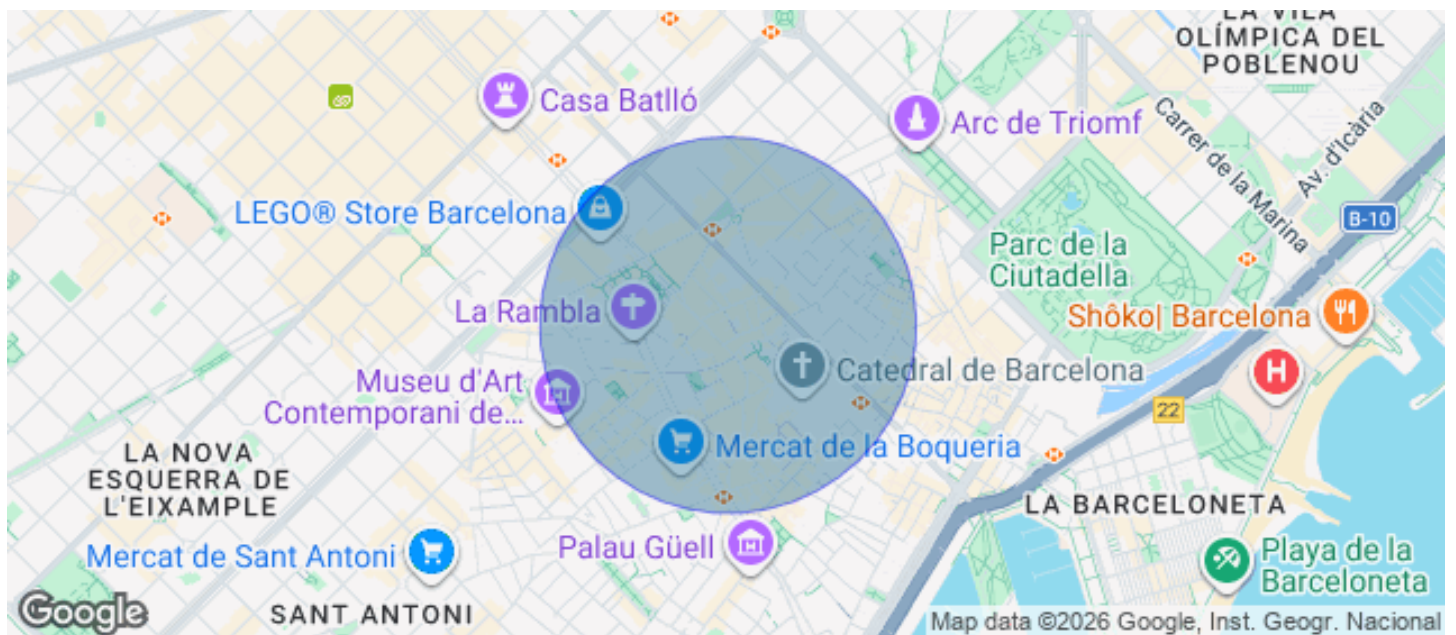 LA VILA
OLÍMPICA DEL
POBLENOU
Casa Batlló
Arc de Triomf
Carrer de la Marina
Av. d'Icària
LEGO® Store Barcelona
B-10
Parc de la
Ciutadella
La Rambla
Shôko| Barcelona
Catedral de Barcelona
H
Museu d'Art
Contemporani de...
22
Mercat de la Boqueria
LA NOVA
ESQUERRA DE
L'EIXAMPLE
LA BARCELONETA
Palau Güell
Mercat de Sant Antoni
Playa de la
Barceloneta
SANT ANTONI
Google
Map data ©2026 Google, Inst. Geogr. Nacional